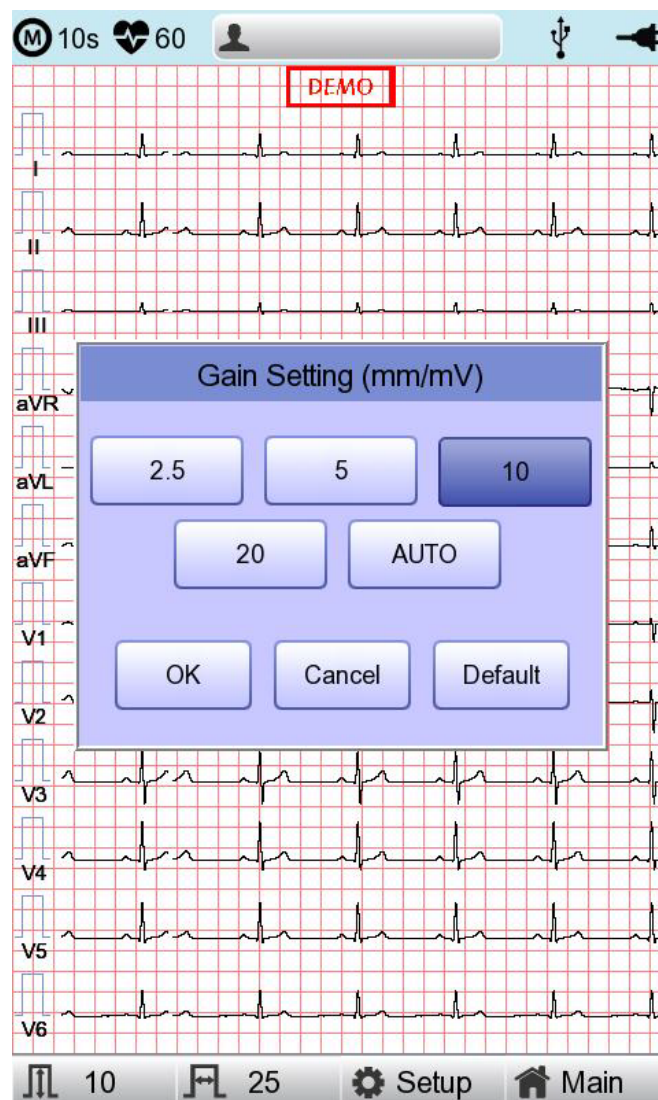 M 10s 60
DEMO
I
II
III
Gain Setting (mm/mV)
aVR
2.5 5 10
aVL
20 AUTO
aVF
V1
OK Cancel Default
V2
V3
V4
V5
V6
10 25 Setup Main